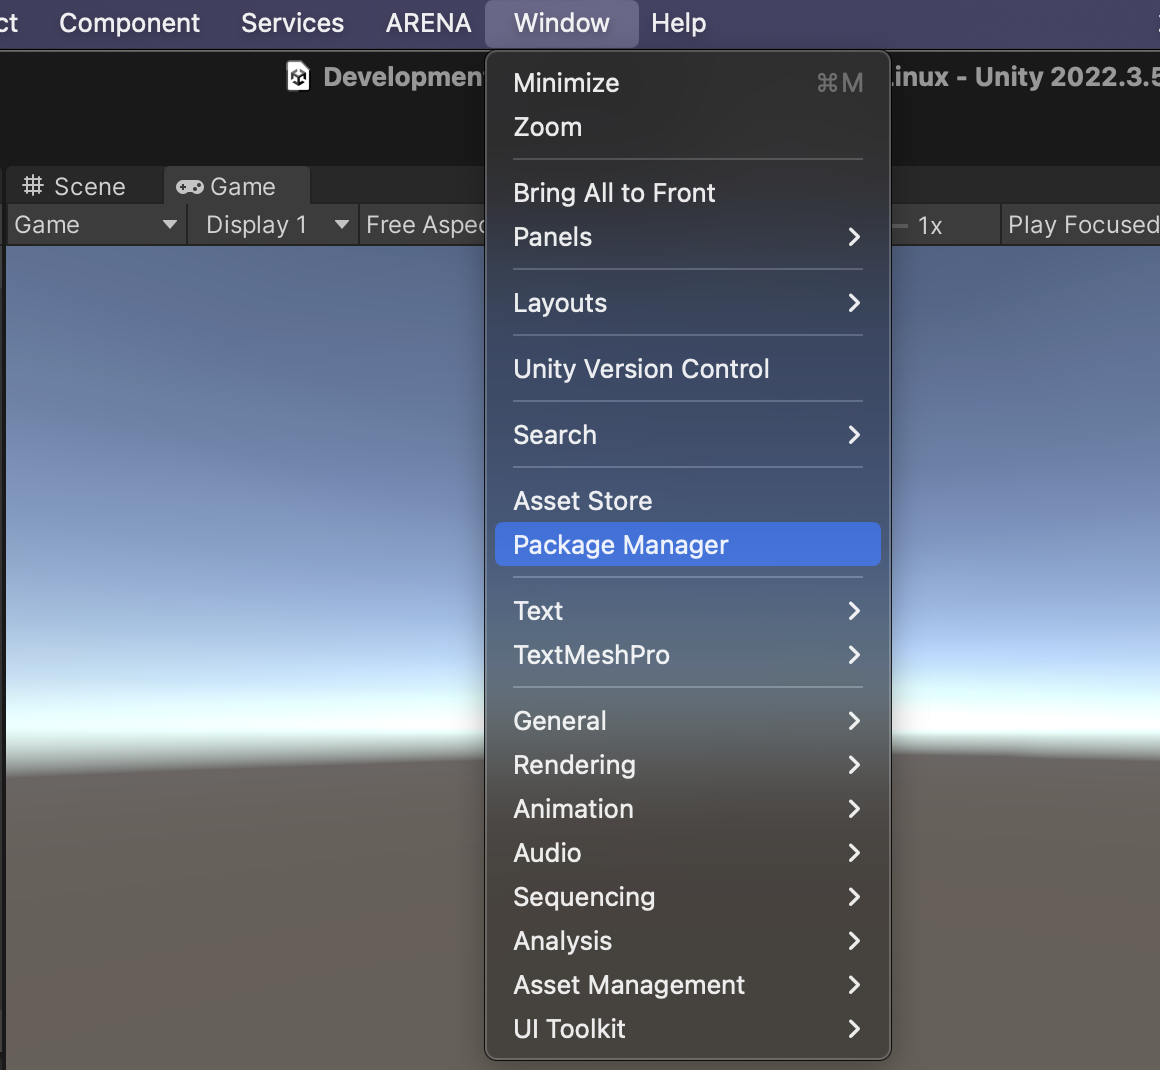 ct Component Services ARENA Window Help
Development
inux - Unity 2022.3.5
Scene
Game
Game
Display 1
Free Aspec
1x
Play Focused
Minimize ⌘M
Zoom
Bring All to Front
Panels
Layouts
Unity Version Control
Search
Asset Store
Package Manager
Text
TextMeshPro
General
Rendering
Animation
Audio
Sequencing
Analysis
Asset Management
UI Toolkit